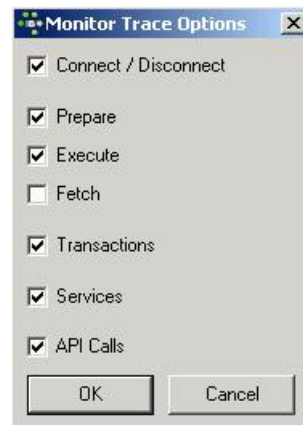 Monitor Trace Options
Connect / Disconnect
Prepare
Execute
Fetch
Transactions
Services
API Calls
OK Cancel